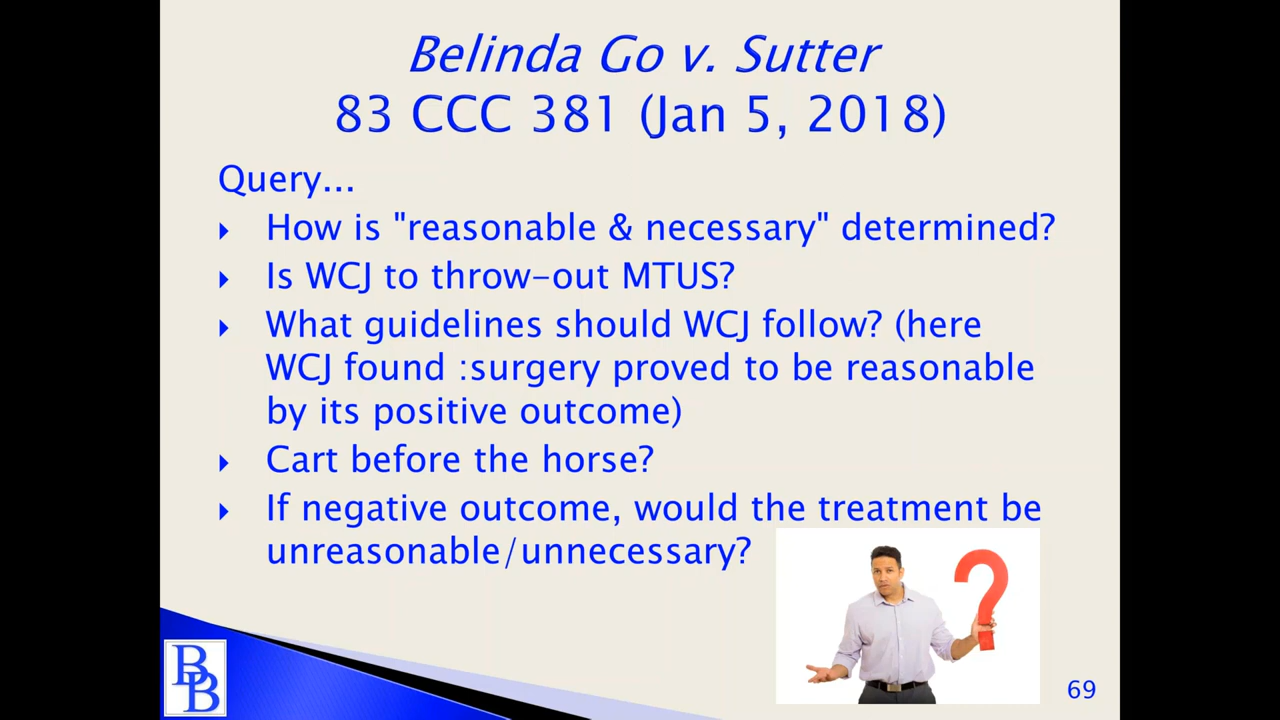 Belinda Go v. Sutter
83 CCC 381 (Jan 5, 2018)
Query...
How is "reasonable & necessary" determined?
Is WCJ to throw-out MTUS?
What guidelines should WCJ follow? (here
WCJ found :surgery proved to be reasonable
by its positive outcome)
Cart before the horse?
If negative outcome, would the treatment be
unreasonable/unnecessary?
?
BB
69